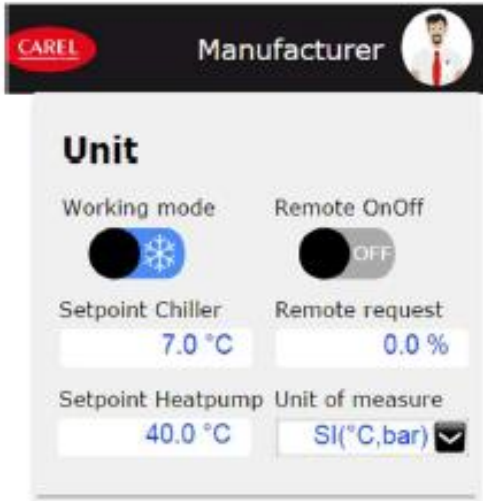 CAREL
Manufacturer
Unit
Working mode
Remote OnOff
OFF
Setpoint Chiller
Remote request
7.0 °C
0.0 %
Setpoint Heatpump
Unit of measure
40.0 °C
SI(°C,bar)